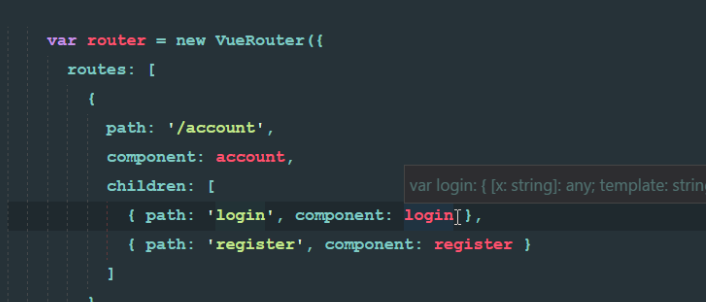 var router = new VueRouter({
routes: [
{
path: '/account',
component: account,
children: [
var login: { [x: string]: any; template: strin
{ path: 'login', component: login },
{ path: 'register', component: register }
]
}